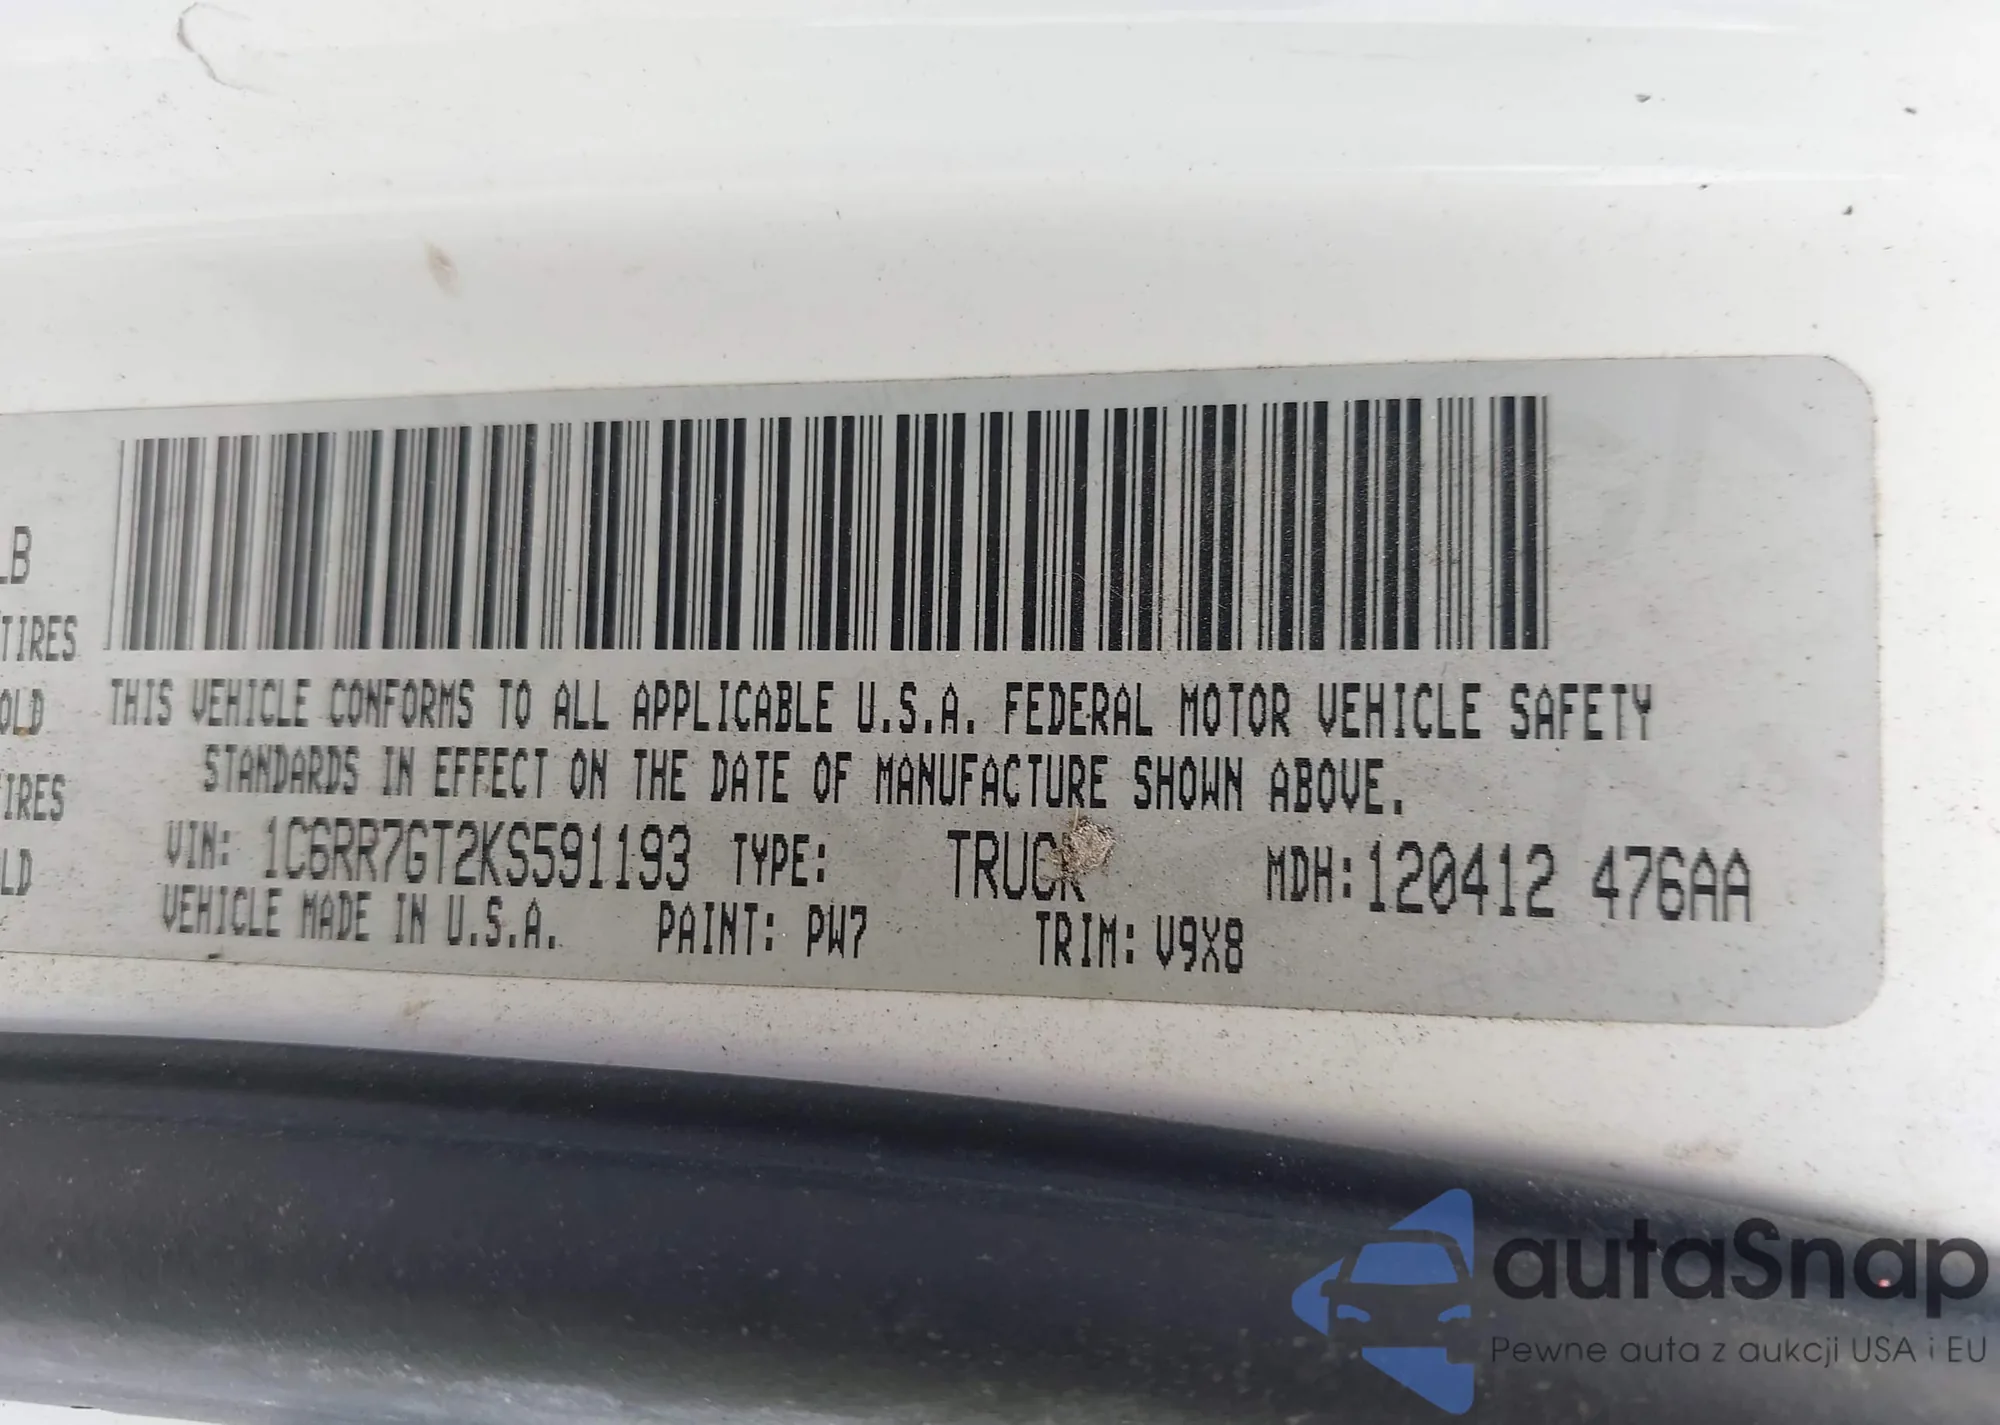 LB
TIRES
OLD
THIS VEHICLE CONFORMS TO ALL APPLICABLE U.S.A. FEDERAL MOTOR VEHICLE SAFETY
STANDARDS IN EFFECT ON THE DATE OF MANUFACTURE SHOWN ABOVE.
IRES
VIN: 1C6RR7GT2KS591193 TYPE: TRUCK MDH:120412 476AA
LD
VEHICLE MADE IN U.S.A. PAINT: PW7 TRIM: V9X8
autaSnap
Pewne auta z aukcji USA i EU